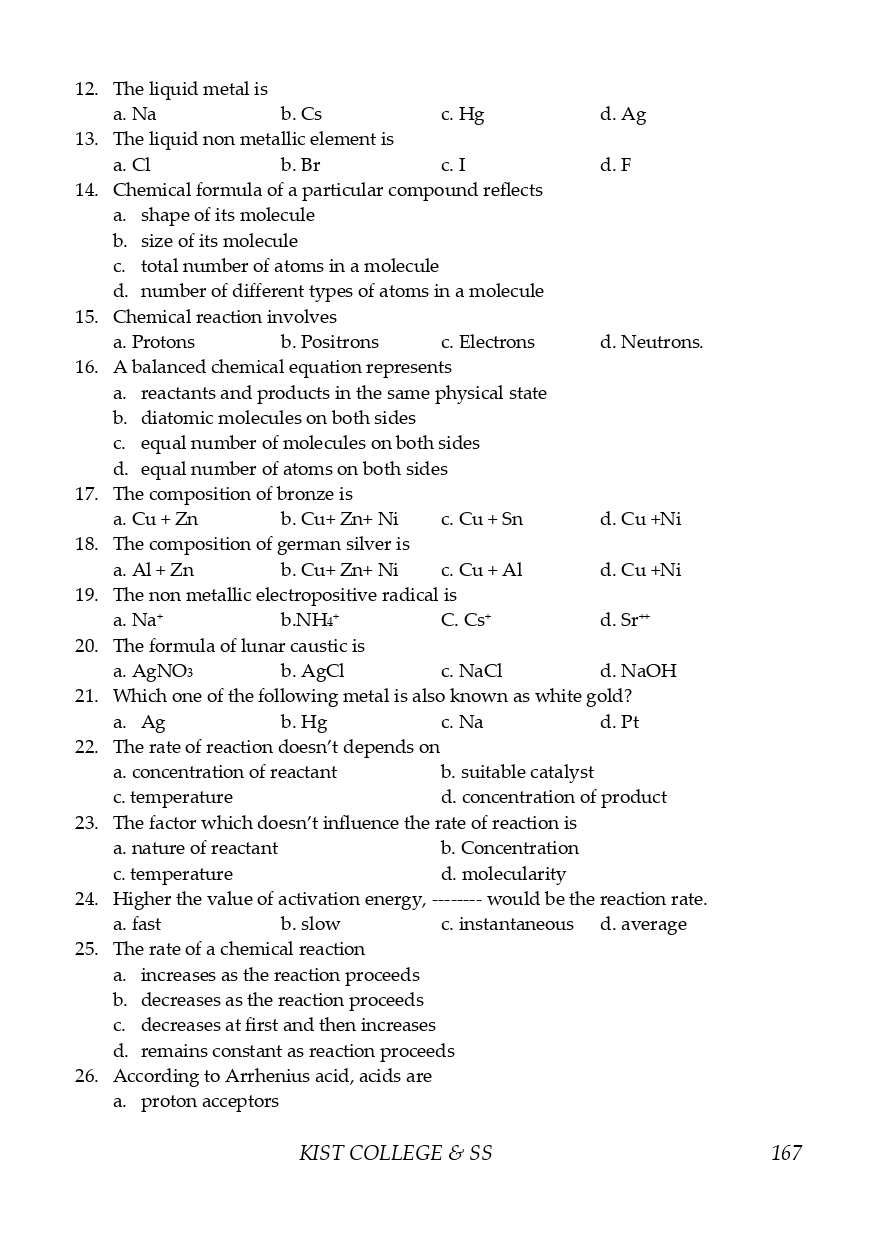 12. The liquid metal is
a. Na b. Cs c. Hg d. Ag
13. The liquid non metallic element is
a. Cl b. Br c. I d. F
14. Chemical formula of a particular compound reflects
a. shape of its molecule
b. size of its molecule
c. total number of atoms in a molecule
d. number of different types of atoms in a molecule
15. Chemical reaction involves
a. Protons b. Positrons c. Electrons d. Neutrons.
16. A balanced chemical equation represents
a. reactants and products in the same physical state
b. diatomic molecules on both sides
c. equal number of molecules on both sides
d. equal number of atoms on both sides
17. The composition of bronze is
a. Cu + Zn b. Cu+ Zn+ Ni c. Cu + Sn d. Cu +Ni
18. The composition of german silver is
a. Al + Zn b. Cu+ Zn+ Ni c. Cu + Al d. Cu +Ni
19. The non metallic electropositive radical is
a. Na⁺ b.NH₄⁺ C. Cs⁺ d. Sr⁺⁺
20. The formula of lunar caustic is
a. AgNO₃ b. AgCl c. NaCl d. NaOH
21. Which one of the following metal is also known as white gold?
a. Ag b. Hg c. Na d. Pt
22. The rate of reaction doesn’t depends on
a. concentration of reactant b. suitable catalyst
c. temperature d. concentration of product
23. The factor which doesn’t influence the rate of reaction is
a. nature of reactant b. Concentration
c. temperature d. molecularity
24. Higher the value of activation energy, -------- would be the reaction rate.
a. fast b. slow c. instantaneous d. average
25. The rate of a chemical reaction
a. increases as the reaction proceeds
b. decreases as the reaction proceeds
c. decreases at first and then increases
d. remains constant as reaction proceeds
26. According to Arrhenius acid, acids are
a. proton acceptors
KIST COLLEGE & SS 167